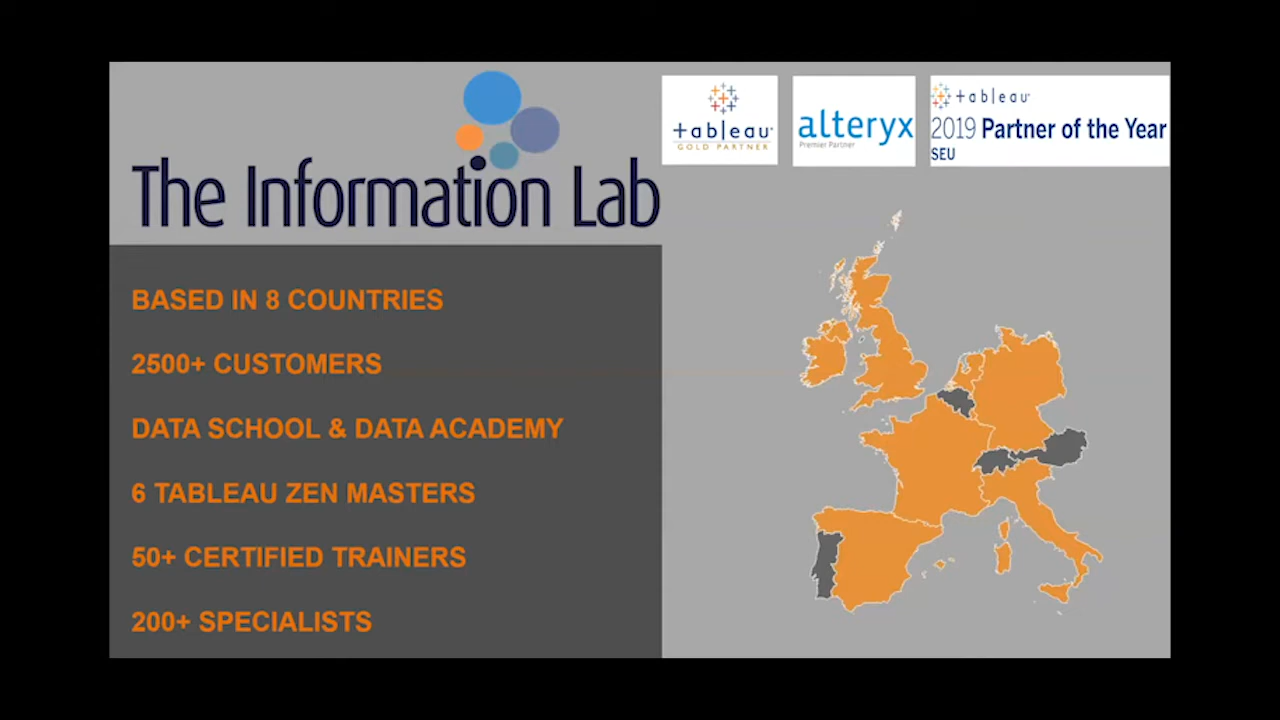 The Information Lab
tableau
GOLD PARTNER
alteryx
Premier Partner
tableau
2019 Partner of the Year
SEU
BASED IN 8 COUNTRIES
2500+ CUSTOMERS
DATA SCHOOL & DATA ACADEMY
6 TABLEAU ZEN MASTERS
50+ CERTIFIED TRAINERS
200+ SPECIALISTS